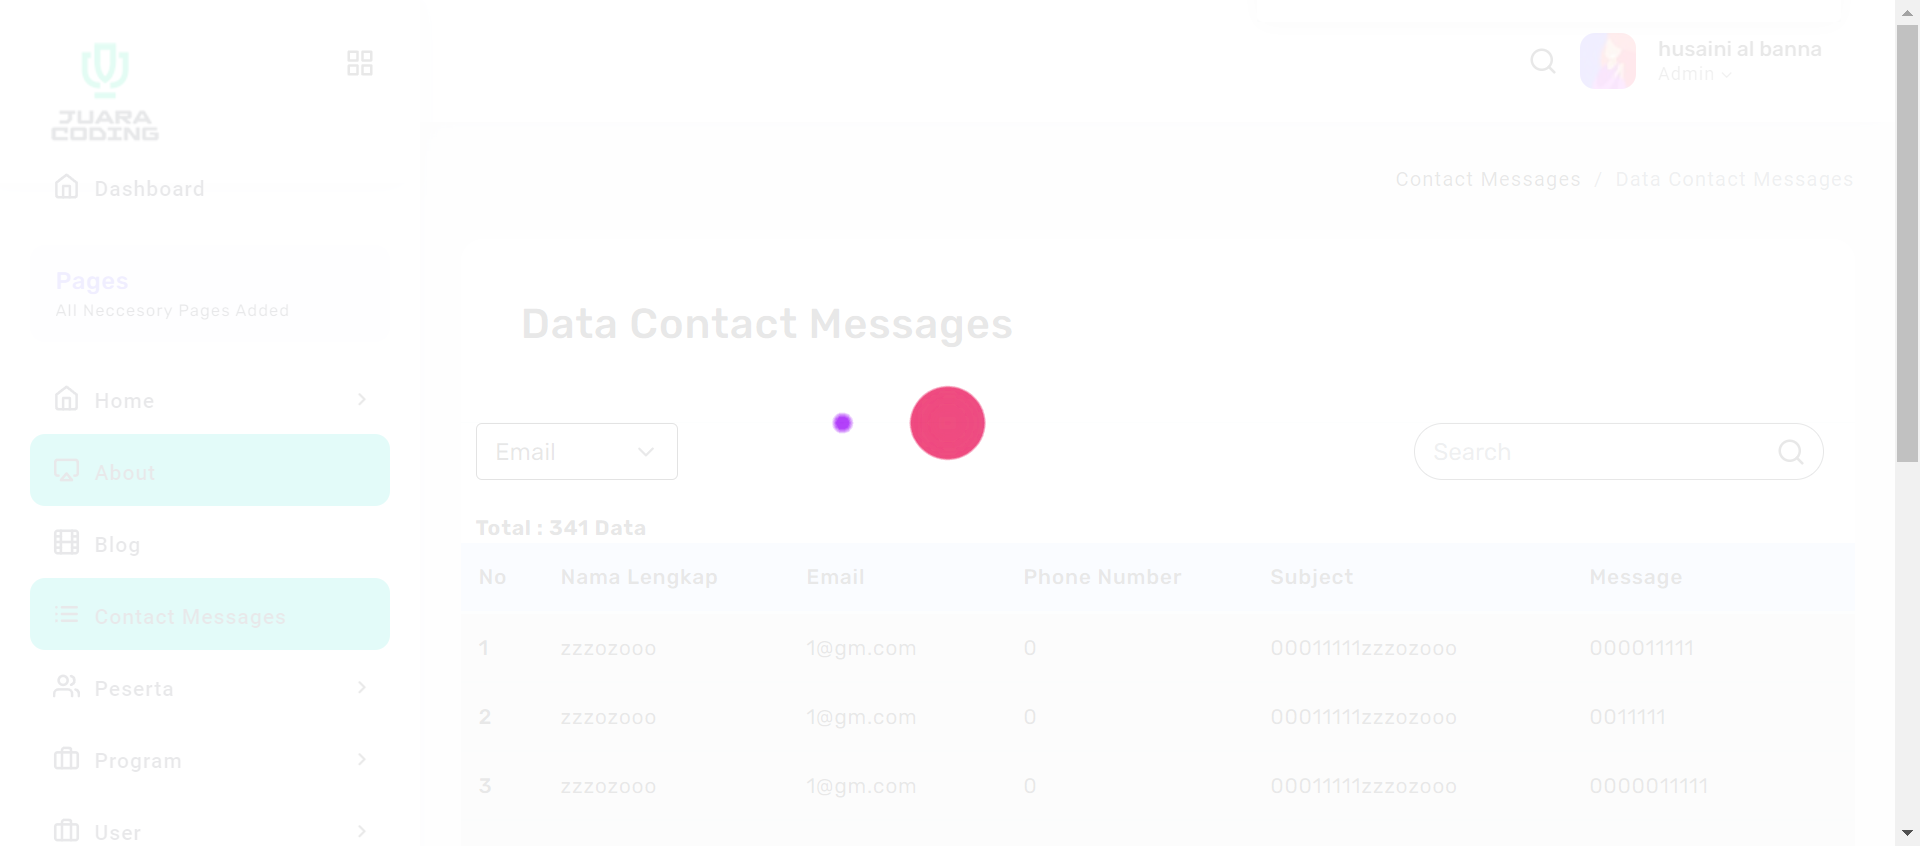 JUARA
CODING
husaini al banna
Admin
Dashboard
Contact Messages / Data Contact Messages
Pages
All Neccesory Pages Added
Data Contact Messages
Home
About
Blog
Contact Messages
Peserta
Program
User
Email
Search
Total : 341 Data
No Nama Lengkap Email Phone Number Subject Message
1 zzzozooo 1@gm.com 0 00011111zzzozooo 000011111
2 zzzozooo 1@gm.com 0 00011111zzzozooo 0011111
3 zzzozooo 1@gm.com 0 00011111zzzozooo 0000011111